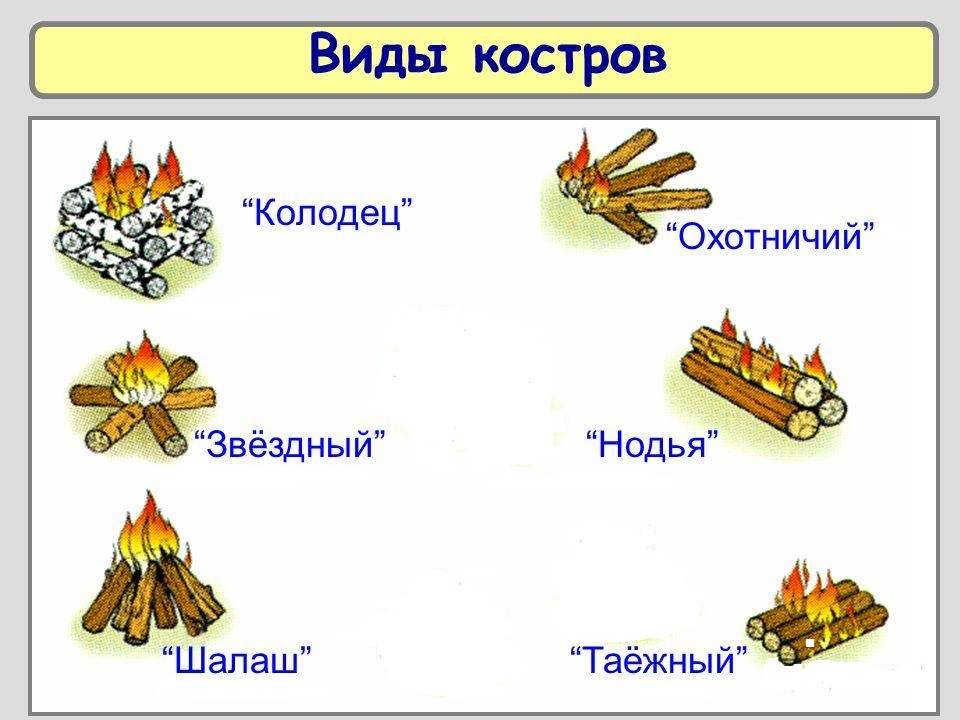 Виды костров
“Колодец”
“Охотничий”
“Звёздный”
“Нодья”
“Шалаш”
“Таёжный”